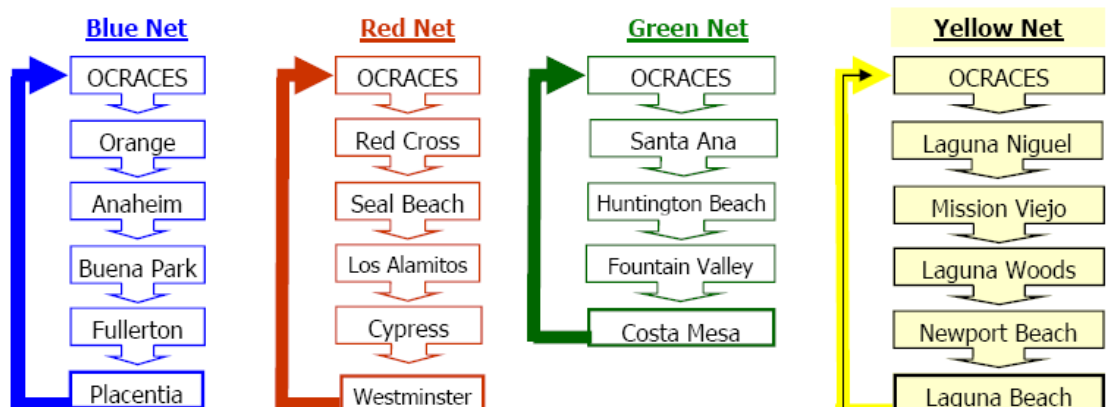 Blue Net
OCRACES
Orange
Anaheim
Buena Park
Fullerton
Placentia
Red Net
OCRACES
Red Cross
Seal Beach
Los Alamitos
Cypress
Westminster
Green Net
OCRACES
Santa Ana
Huntington Beach
Fountain Valley
Costa Mesa
Yellow Net
OCRACES
Laguna Niguel
Mission Viejo
Laguna Woods
Newport Beach
Laguna Beach